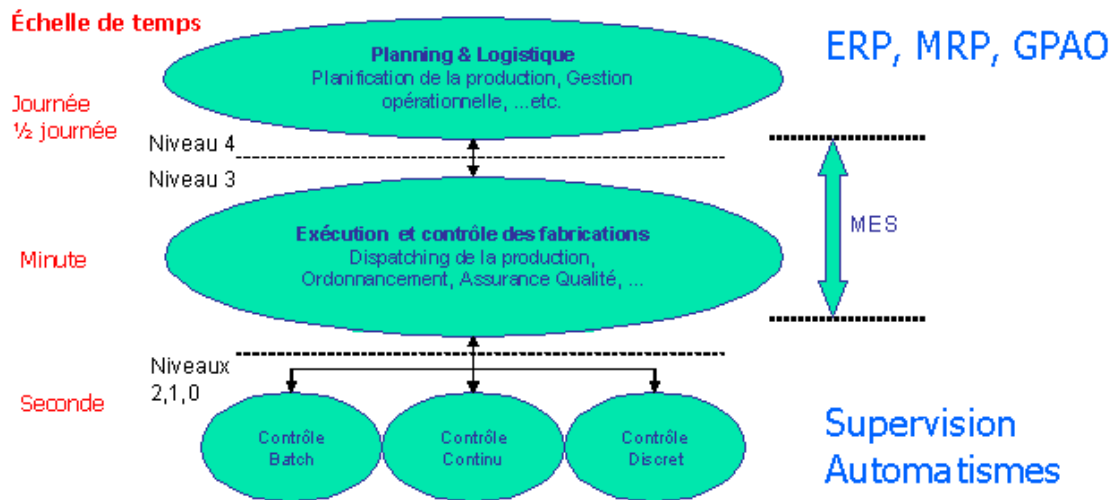 Échelle de temps
Planning & Logistique
Planification de la production, Gestion
opérationnelle, ...etc.
ERP, MRP, GPAO
Journée
½ journée
Niveau 4
Niveau 3
Exécution et contrôle des fabrications
Dispatching de la production,
Ordonnancement, Assurance Qualité, ...
Minute
MES
Niveaux
2,1,0
Seconde
Contrôle
Batch
Contrôle
Continu
Contrôle
Discret
Supervision
Automatismes